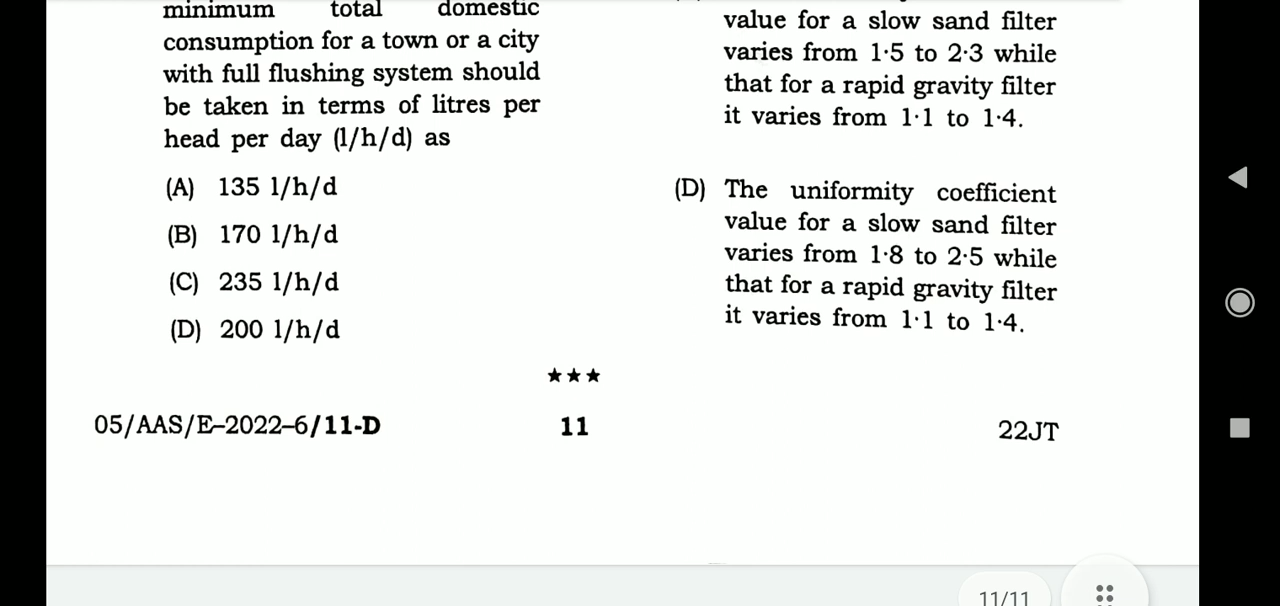 minimum total domestic
consumption for a town or a city
with full flushing system should
be taken in terms of litres per
head per day (l/h/d) as
(A) 135 l/h/d
(B) 170 l/h/d
(C) 235 l/h/d
(D) 200 l/h/d
value for a slow sand filter
varies from 1·5 to 2·3 while
that for a rapid gravity filter
it varies from 1·1 to 1·4.
(D) The uniformity coefficient
value for a slow sand filter
varies from 1·8 to 2·5 while
that for a rapid gravity filter
it varies from 1·1 to 1·4.
★★★
05/AAS/E–2022–6/11-D 11 22JT
11/11